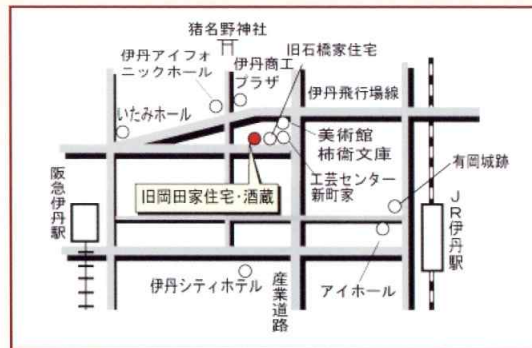 猪名野神社
伊丹アイフォ
ニックホール
伊丹商工
プラザ
旧石橋家住宅
伊丹飛行場線
いたみホール
美術館
柿衞文庫
工芸センター
新町家
旧岡田家住宅・酒蔵
有岡城跡
阪急伊丹駅
JR伊丹駅
伊丹シティホテル
産業道路
アイホール